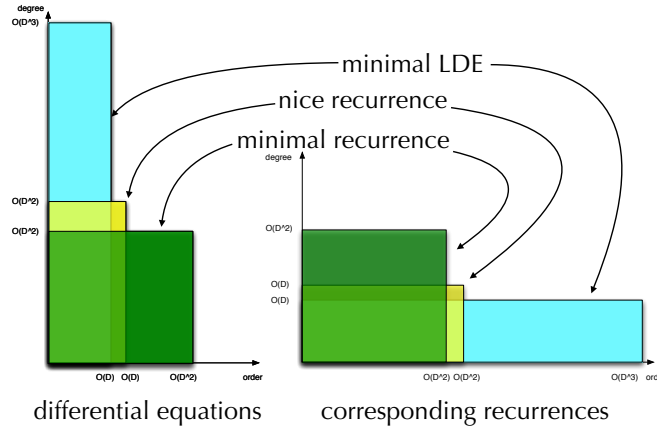 degree
O(D^3)
minimal LDE
nice recurrence
minimal recurrence
degree
O(D^2)
O(D^2)
O(D^2)
O(D)
O(D)
O(D) O(D) O(D^2) order
O(D^2) O(D^2) O(D^3) ord
differential equations corresponding recurrences